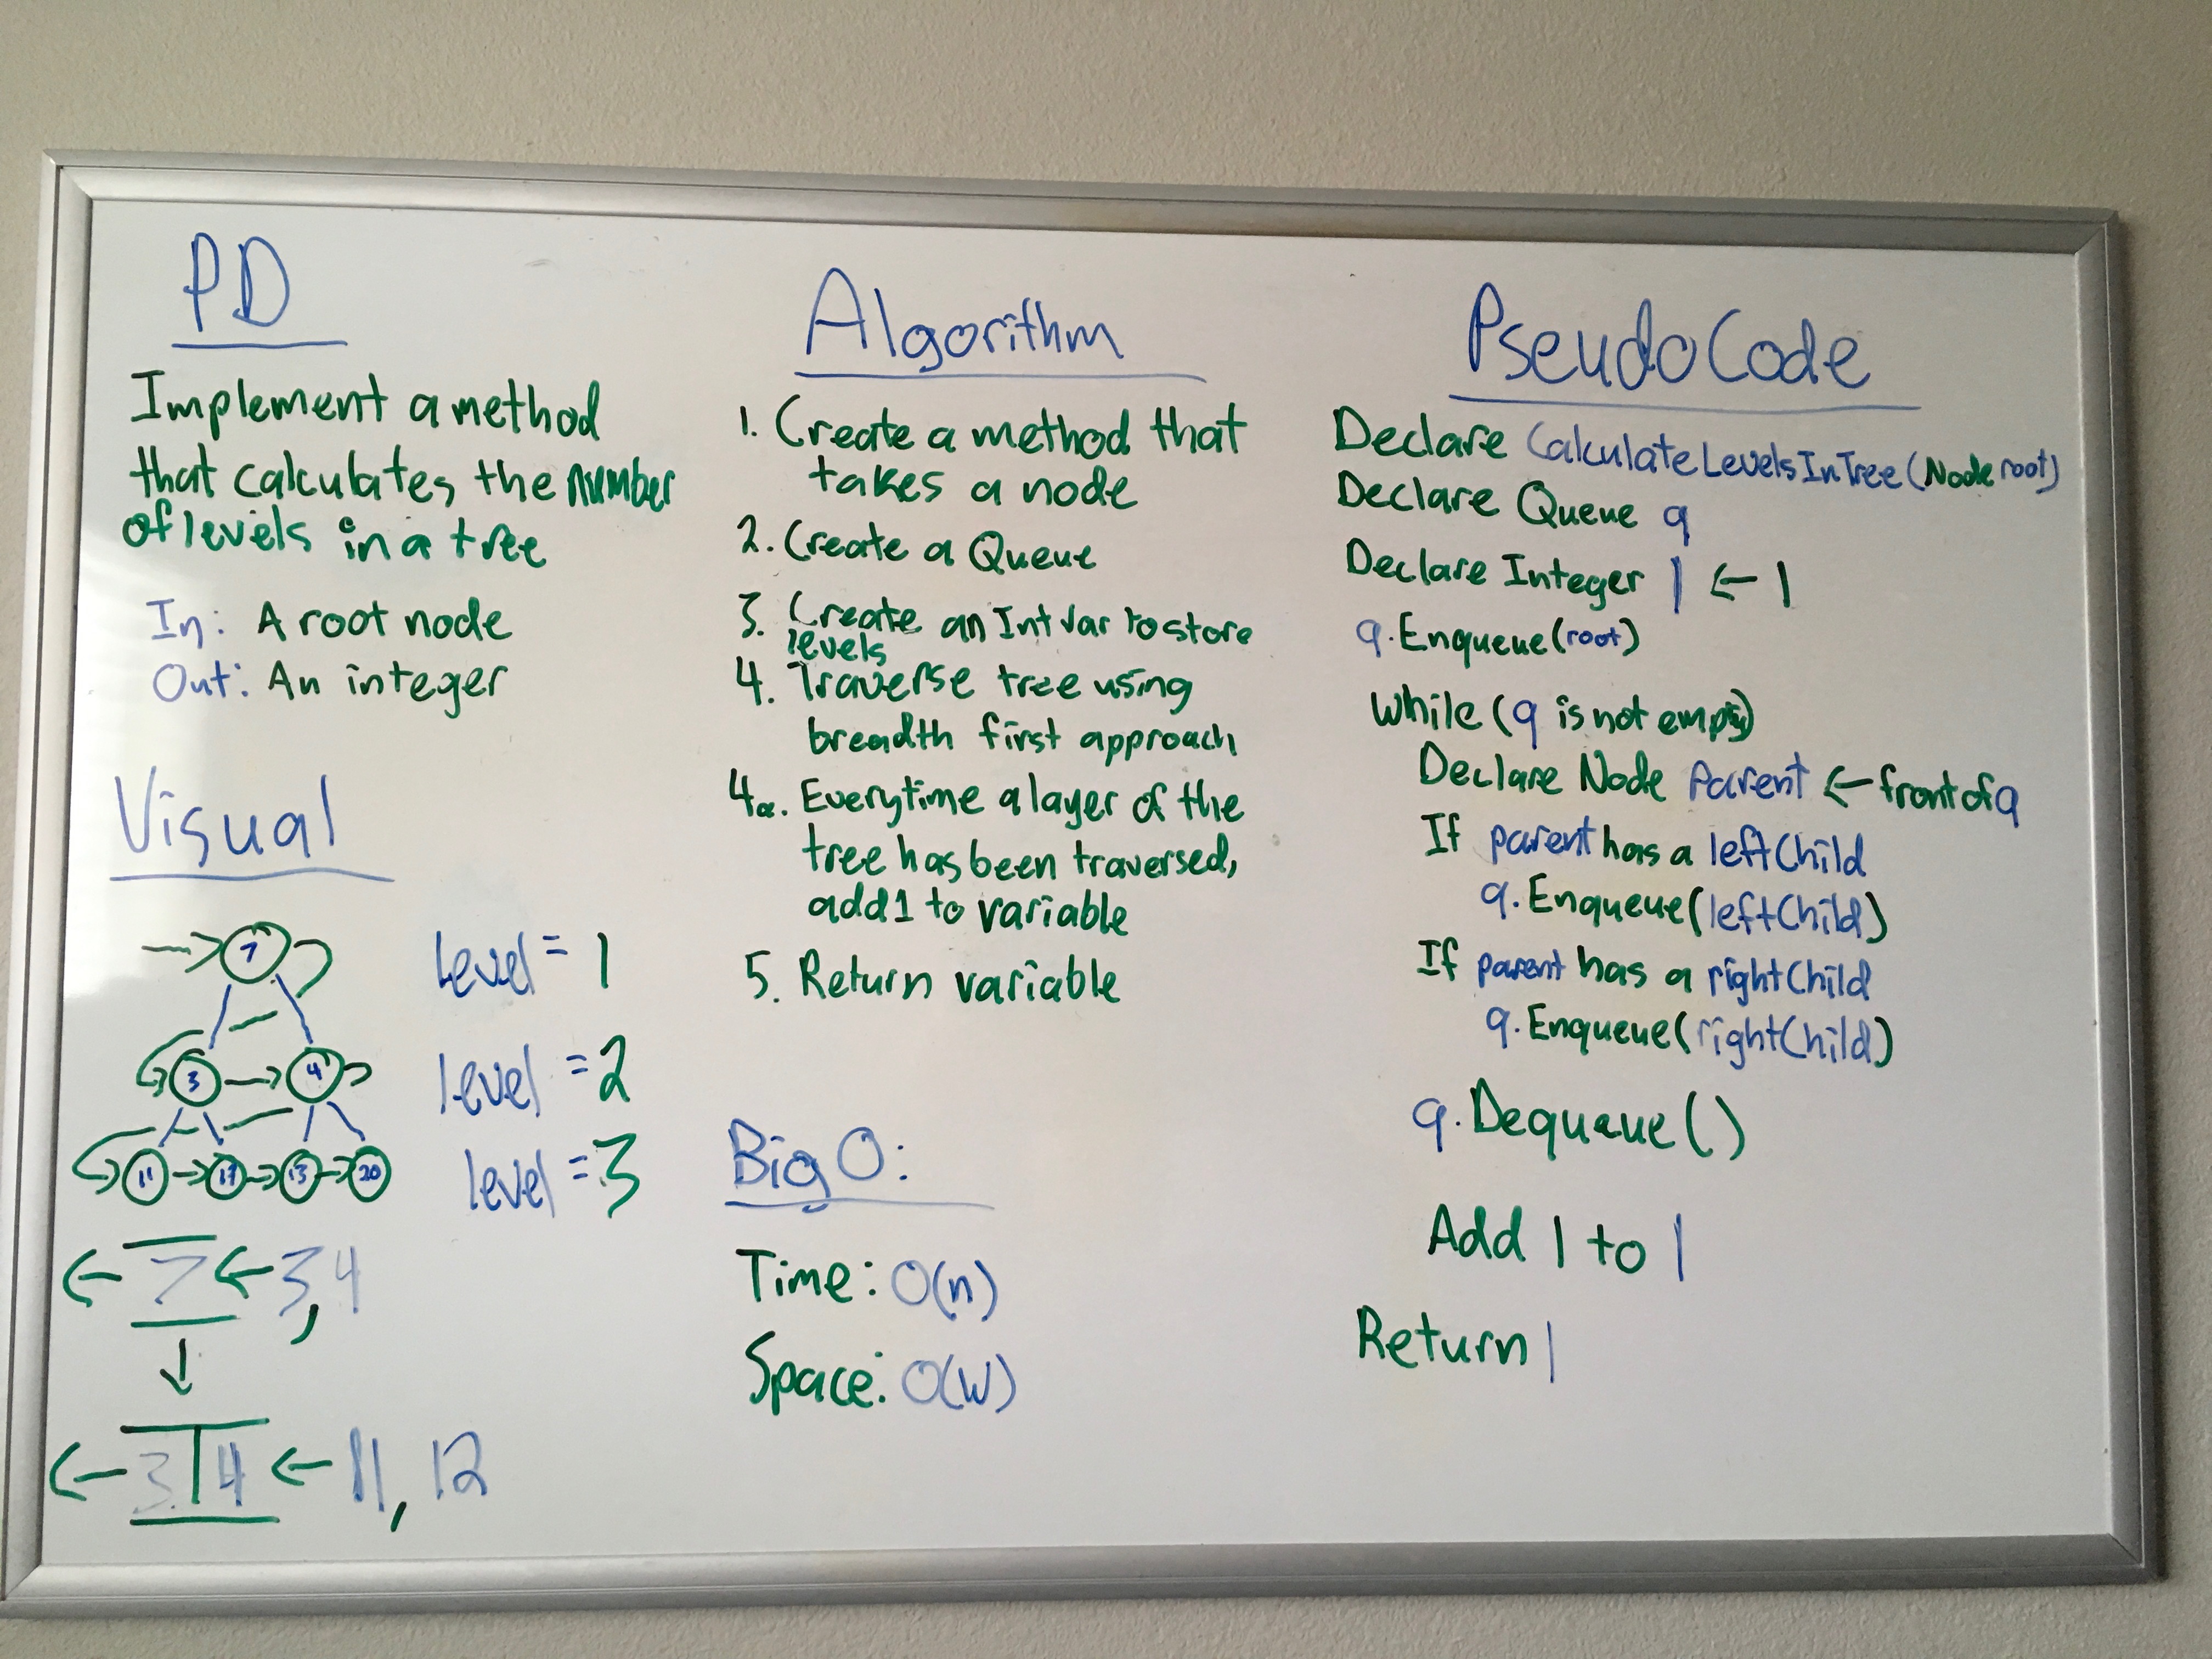 PD
Implement a method
that calculates the number
of levels in a tree
In: A root node
Out: An integer
Visual
7
level = 1
3 4
level = 2
11 13 20
level = 3
← 7 ← 3, 4
↓
← 3 | 4 ← 11, 12
Algorithm
1. Create a method that
takes a node
2. Create a Queue
3. Create an Int var to store
levels
4. Traverse tree using
breadth first approach
4a. Everytime a layer of the
tree has been traversed,
add 1 to variable
5. Return variable
Big O:
Time: O(n)
Space: O(W)
PseudoCode
Declare CalculateLevelsInTree(Node root)
Declare Queue q
Declare Integer l ← 1
q.Enqueue(root)
While (q is not empty)
Declare Node parent ← front of q
If parent has a leftChild
q.Enqueue(leftChild)
If parent has a rightChild
q.Enqueue(rightChild)
q.Dequeue()
Add 1 to l
Return l